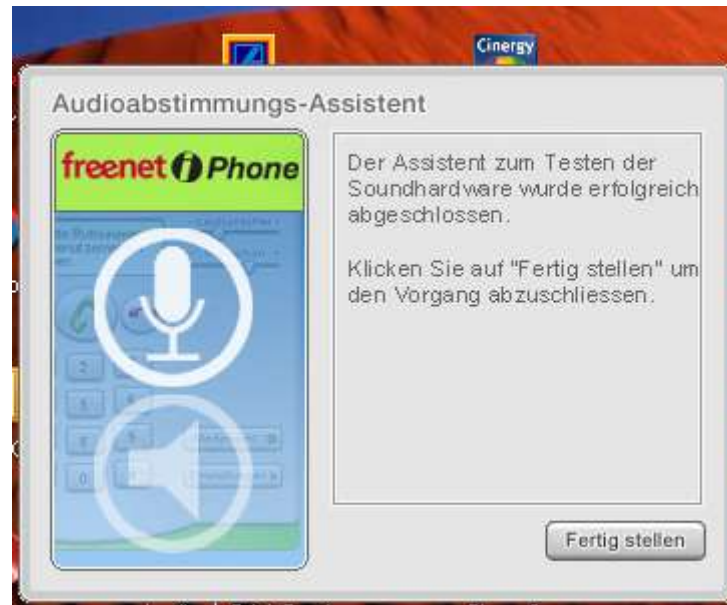 Cinergy
Audioabstimmungs-Assistent
freenet iPhone
Der Assistent zum Testen der
Soundhardware wurde erfolgreich
abgeschlossen.
Klicken Sie auf "Fertig stellen" um
den Vorgang abzuschliessen.
Fertig stellen